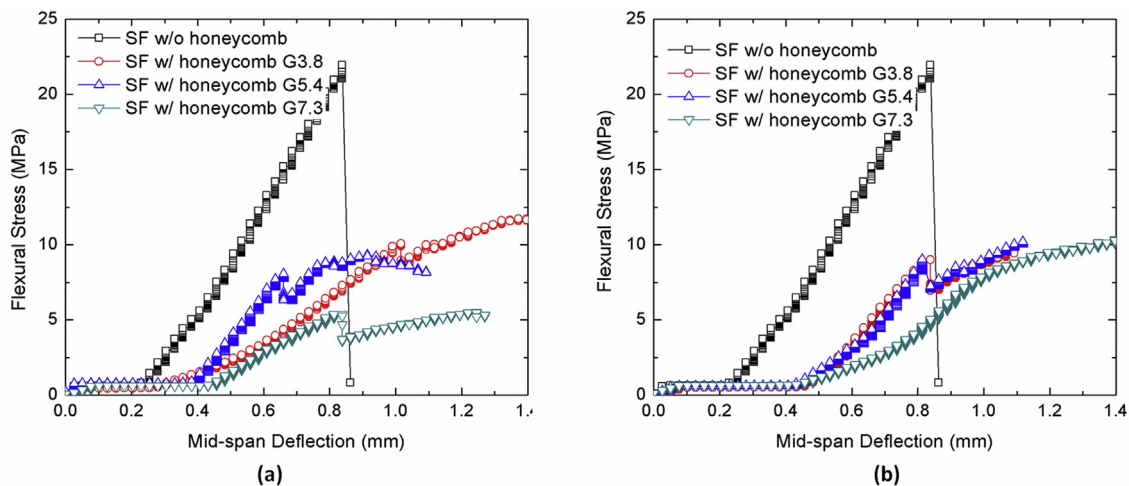 SF w/o honeycomb
SF w/ honeycomb G3.8
SF w/ honeycomb G5.4
SF w/ honeycomb G7.3
25
20
15
10
5
0
Flexural Stress (MPa)
0.0 0.2 0.4 0.6 0.8 1.0 1.2 1.4
Mid-span Deflection (mm)
(a)
SF w/o honeycomb
SF w/ honeycomb G3.8
SF w/ honeycomb G5.4
SF w/ honeycomb G7.3
25
20
15
10
5
0
Flexural Stress (MPa)
0.0 0.2 0.4 0.6 0.8 1.0 1.2 1.4
Mid-span Deflection (mm)
(b)